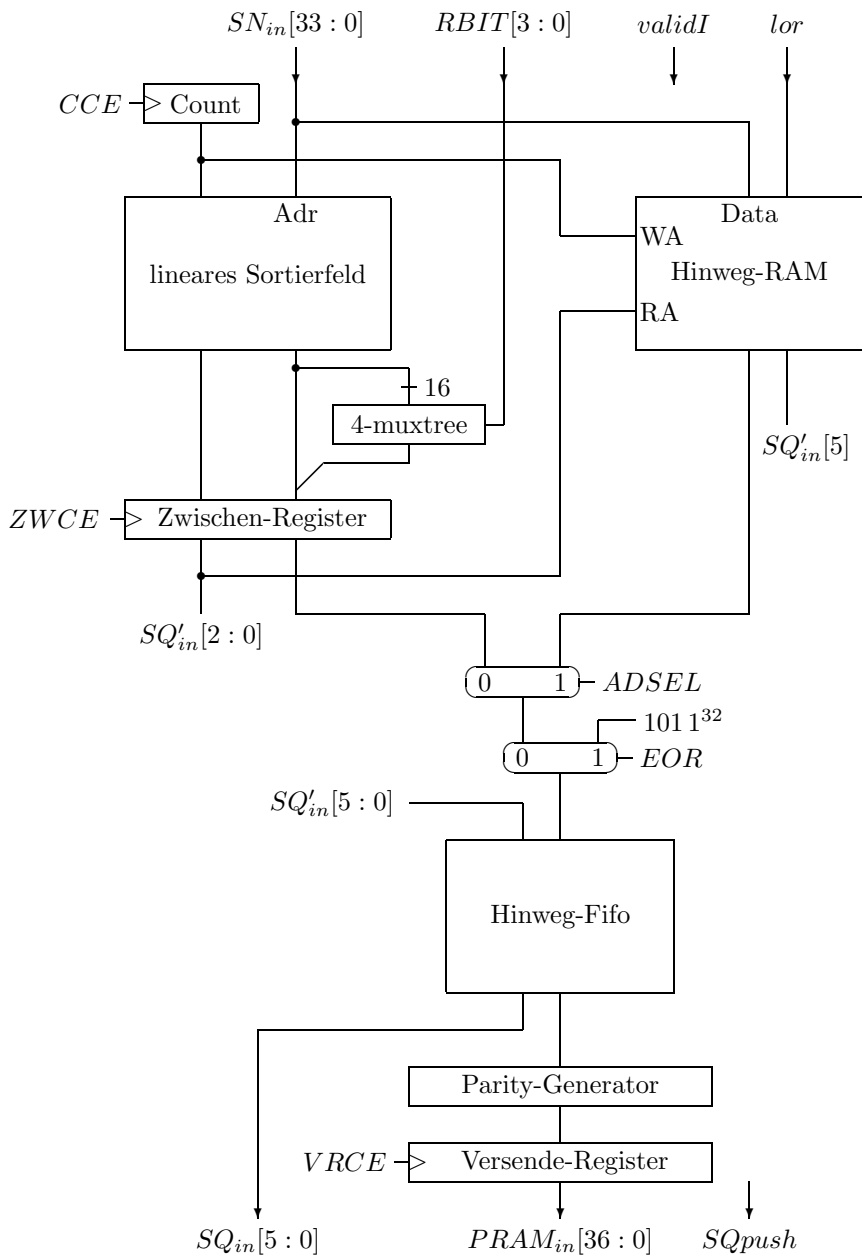 SN_in[33 : 0] RBIT[3 : 0] validI lor
CCE Count
Adr Data
WA
lineares Sortierfeld Hinweg-RAM
RA
16
4-muxtree
SQ'_in[5]
ZWCE Zwischen-Register
SQ'_in[2 : 0]
0 1 ADSEL
101 1^32
0 1 EOR
SQ'_in[5 : 0]
Hinweg-Fifo
Parity-Generator
VRCE Versende-Register
SQ_in[5 : 0] PRAM_in[36 : 0] SQpush